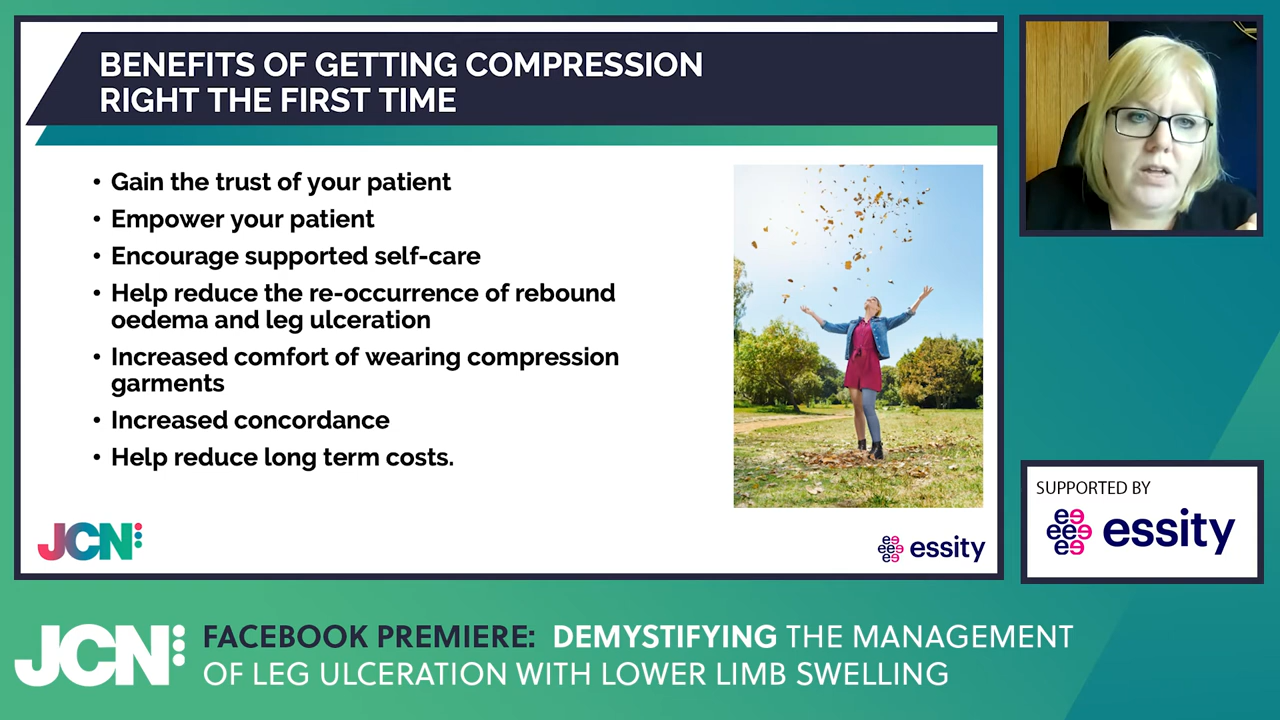 BENEFITS OF GETTING COMPRESSION
RIGHT THE FIRST TIME
• Gain the trust of your patient
• Empower your patient
• Encourage supported self-care
• Help reduce the re-occurrence of rebound
oedema and leg ulceration
• Increased comfort of wearing compression
garments
• Increased concordance
• Help reduce long term costs.
JCN
essity
SUPPORTED BY
essity
JCN
FACEBOOK PREMIERE: DEMYSTIFYING THE MANAGEMENT
OF LEG ULCERATION WITH LOWER LIMB SWELLING